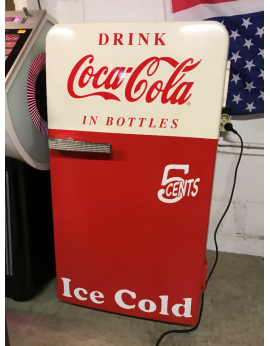 DRINK
Coca-Cola
IN BOTTLES
5 CENTS
Ice Cold